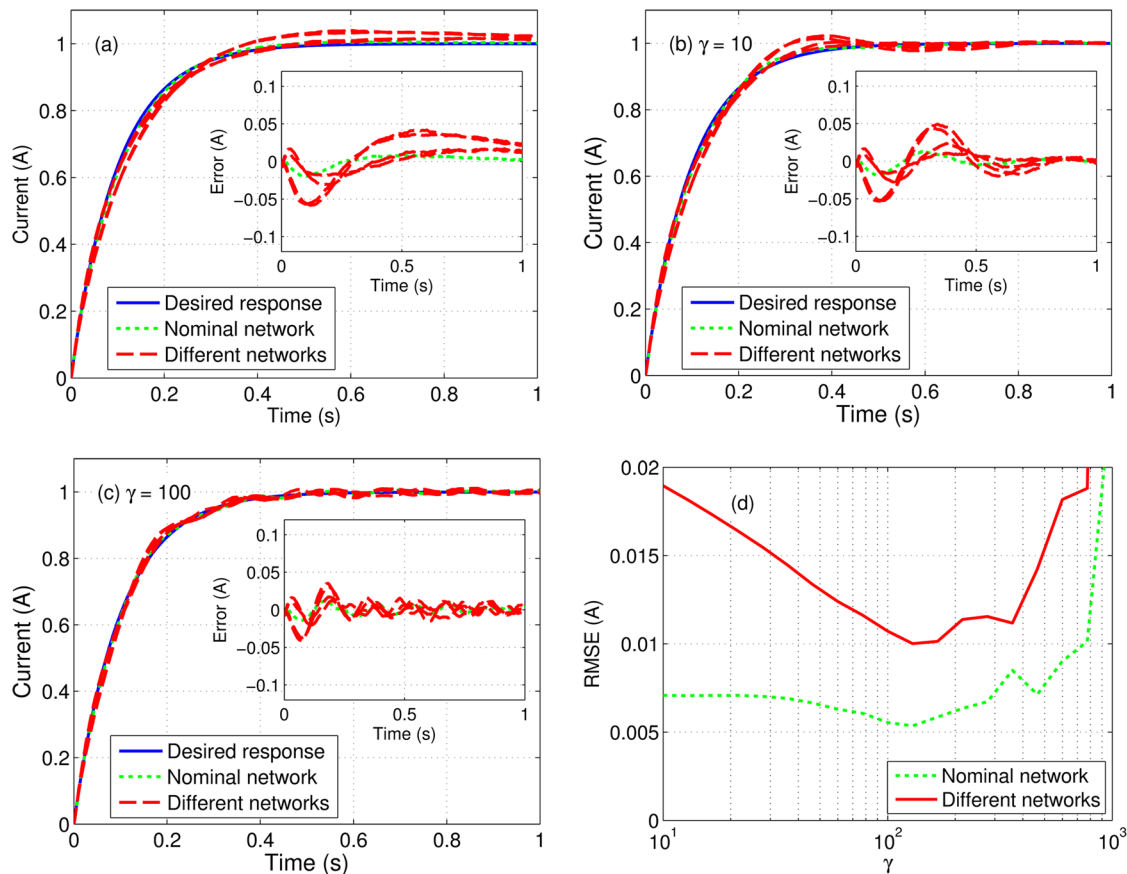 (a)
Current (A)
1
0.8
0.6
0.4
0.2
0
0
0.2
0.4
0.6
0.8
1
Time (s)
Error (A)
0.1
0.05
0
−0.05
−0.1
0
0.5
1
Time (s)
Desired response
Nominal network
Different networks
(b) γ = 10
Current (A)
1
0.8
0.6
0.4
0.2
0
0
0.2
0.4
0.6
0.8
1
Time (s)
Error (A)
0.1
0.05
0
−0.05
−0.1
0
0.5
1
Time (s)
Desired response
Nominal network
Different networks
(c) γ = 100
Current (A)
1
0.8
0.6
0.4
0.2
0
0
0.2
0.4
0.6
0.8
1
Time (s)
Error (A)
0.1
0.05
0
−0.05
−0.1
0
0.5
1
Time (s)
Desired response
Nominal network
Different networks
(d)
RMSE (A)
0.02
0.015
0.01
0.005
0
10¹
10²
10³
γ
Nominal network
Different networks